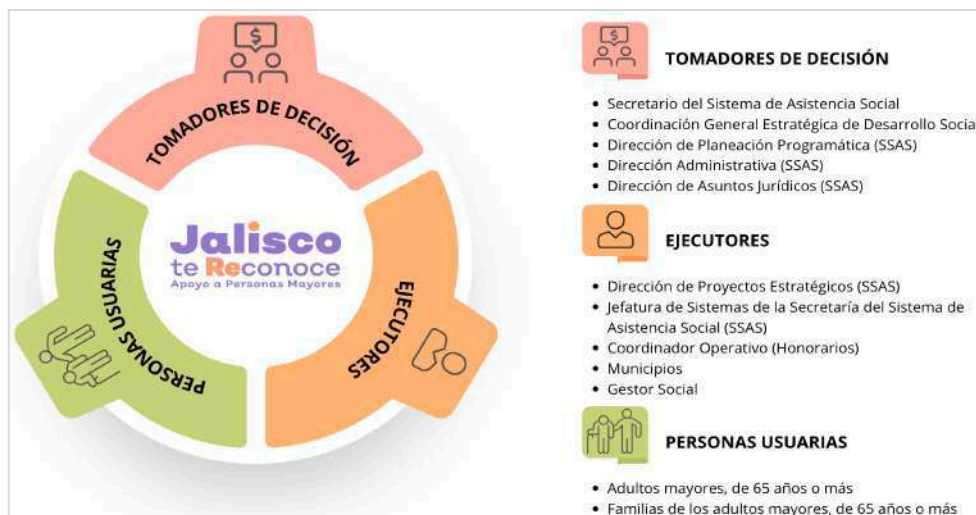 TOMADORES DE DECISIÓN
PERSONAS USUARIAS
EJECUTORES
Jalisco
te Reconoce
Apoyo a Personas Mayores
TOMADORES DE DECISIÓN
• Secretario del Sistema de Asistencia Social
• Coordinación General Estratégica de Desarrollo Socia
• Dirección de Planeación Programática (SSAS)
• Dirección Administrativa (SSAS)
• Dirección de Asuntos Jurídicos (SSAS)
EJECUTORES
• Dirección de Proyectos Estratégicos (SSAS)
• Jefatura de Sistemas de la Secretaría del Sistema de
Asistencia Social (SSAS)
• Coordinador Operativo (Honorarios)
• Municipios
• Gestor Social
PERSONAS USUARIAS
• Adultos mayores, de 65 años o más
• Familias de los adultos mayores, de 65 años o más